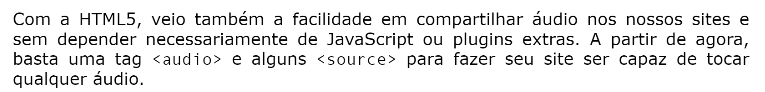 Com a HTML5, veio também a facilidade em compartilhar áudio nos nossos sites e
sem depender necessariamente de JavaScript ou plugins extras. A partir de agora,
basta uma tag <audio> e alguns <source> para fazer seu site ser capaz de tocar
qualquer áudio.